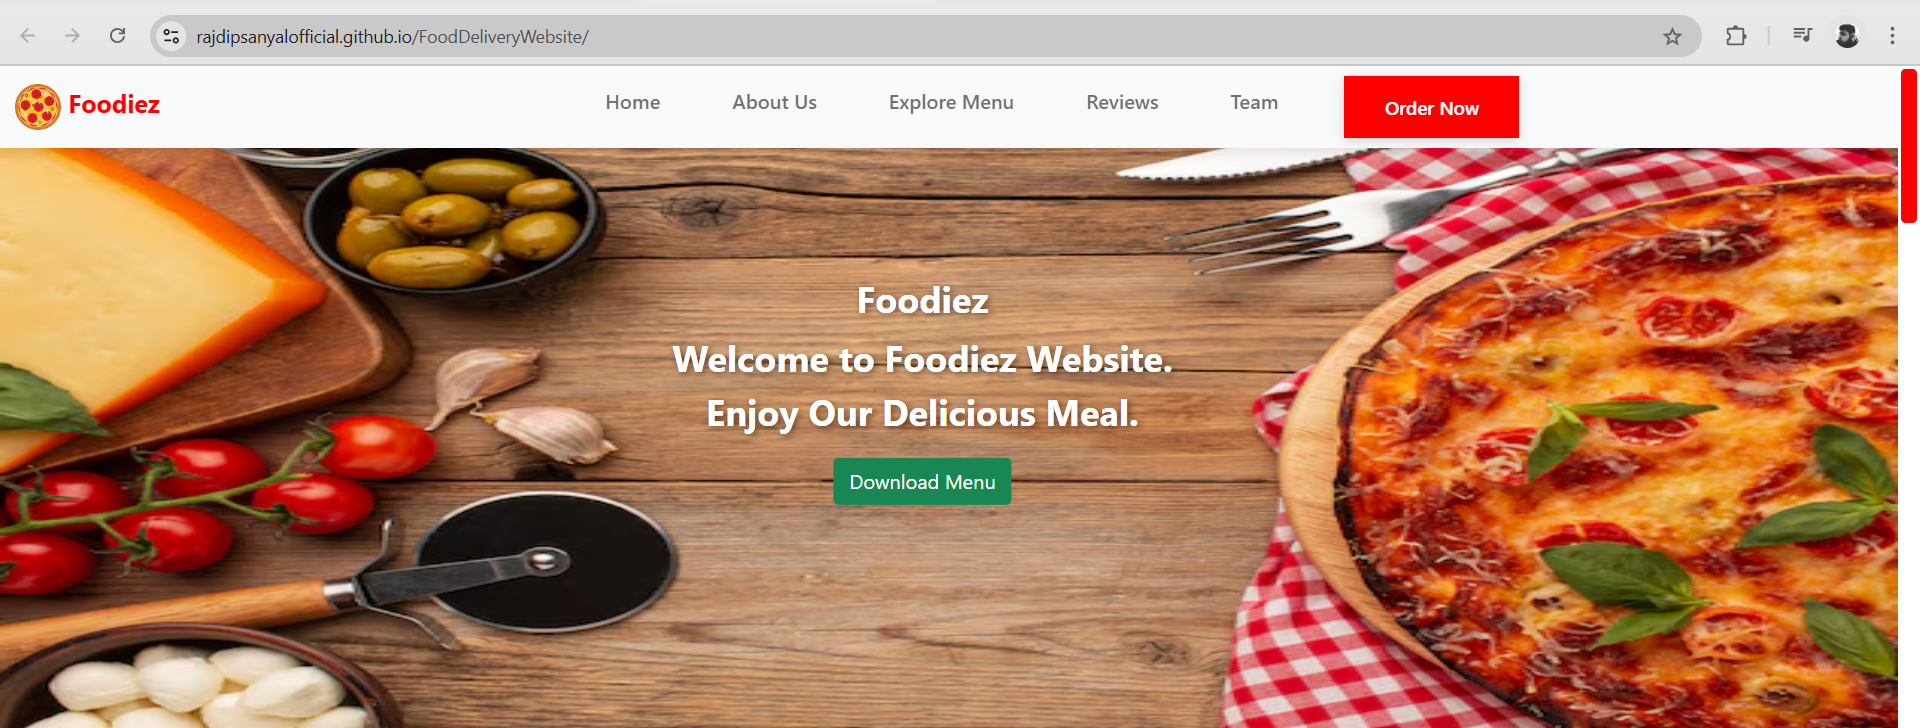 rajdipsanyalofficial.github.io/FoodDeliveryWebsite/
Foodiez
Home
About Us
Explore Menu
Reviews
Team
Order Now
Foodiez
Welcome to Foodiez Website.
Enjoy Our Delicious Meal.
Download Menu